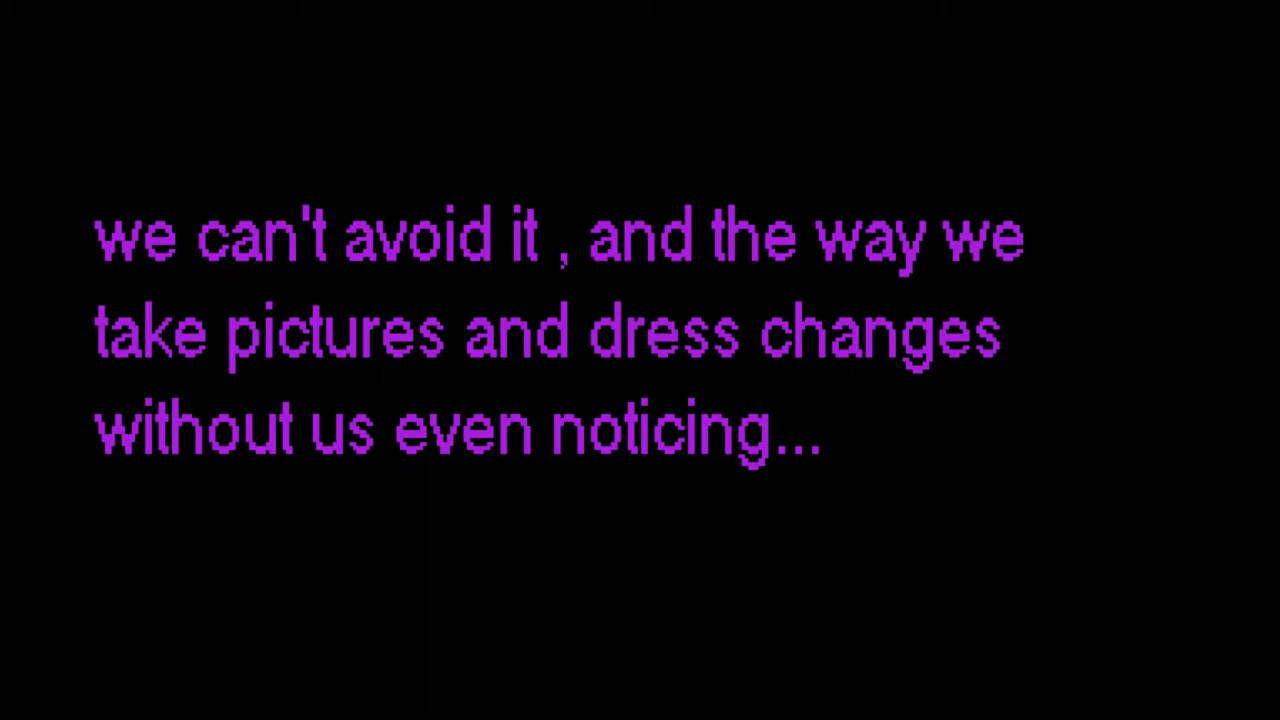 we can't avoid it , and the way we
take pictures and dress changes
without us even noticing...